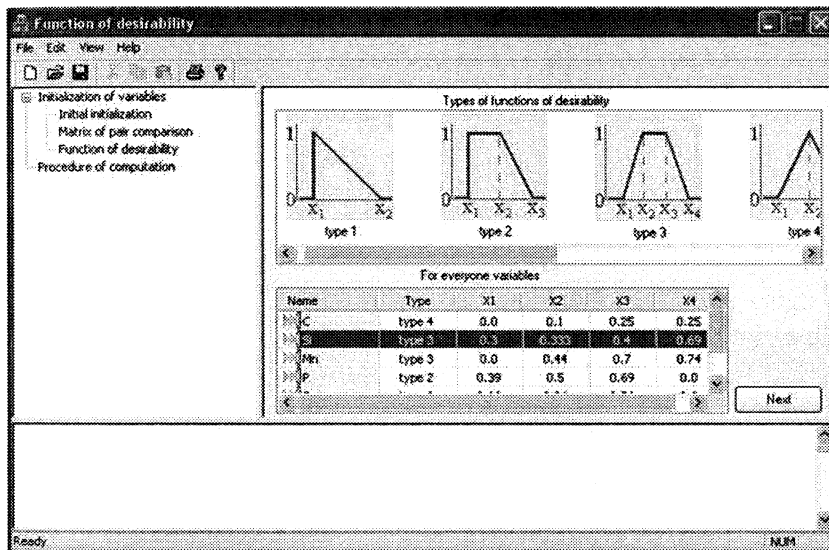 Function of desirability
File Edit View Help
Initialization of variables
Initial initialization
Matrix of pair comparison
Function of desirability
Procedure of computation
Types of functions of desirability
1 1 1 1
0 0 0 0
X1 X2 X1 X2 X3 X1 X2 X3 X4 X1 X2
type 1 type 2 type 3 type 4
For everyone variables
Name Type X1 X2 X3 X4
C type 4 0.0 0.1 0.25 0.25
Si type 3 0.3 0.333 0.4 0.69
Mn type 3 0.0 0.44 0.7 0.74
P type 2 0.39 0.5 0.69 0.0
Next
Ready NUM